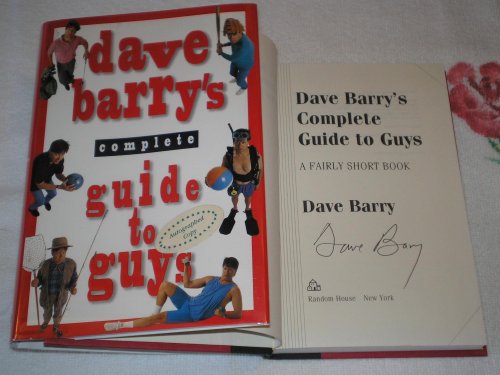 dave
barry's
complete
guide
to
guys
Autographed
Copy
Dave Barry's
Complete
Guide to Guys
A FAIRLY SHORT BOOK
Dave Barry
Dave Barry
Random House New York